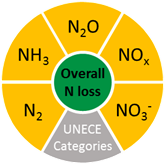 N₂O
NH₃
NOₓ
Overall
N loss
N₂
NO₃⁻
UNECE
Categories